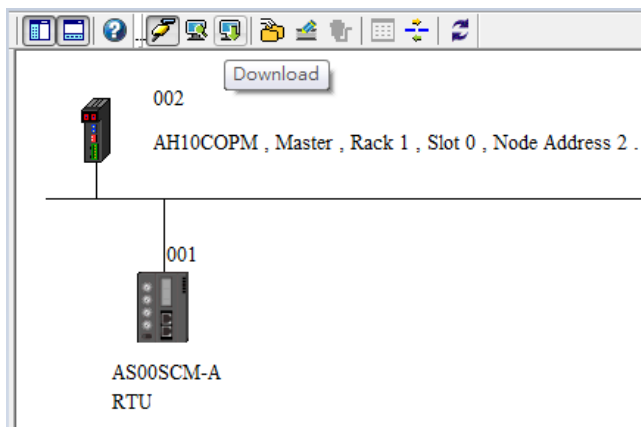 Download
002
AH10COPM , Master , Rack 1 , Slot 0 , Node Address 2 .
001
AS00SCM-A
RTU